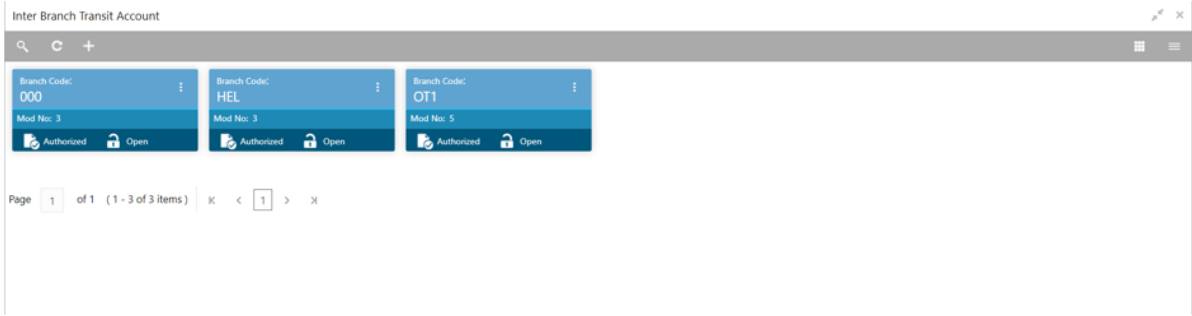 Inter Branch Transit Account
Branch Code: Branch Code: Branch Code:
000 HEL OT1
Mod No: 3 Mod No: 3 Mod No: 5
Authorized Open Authorized Open Authorized Open
Page 1 of 1 ( 1 - 3 of 3 items ) 1